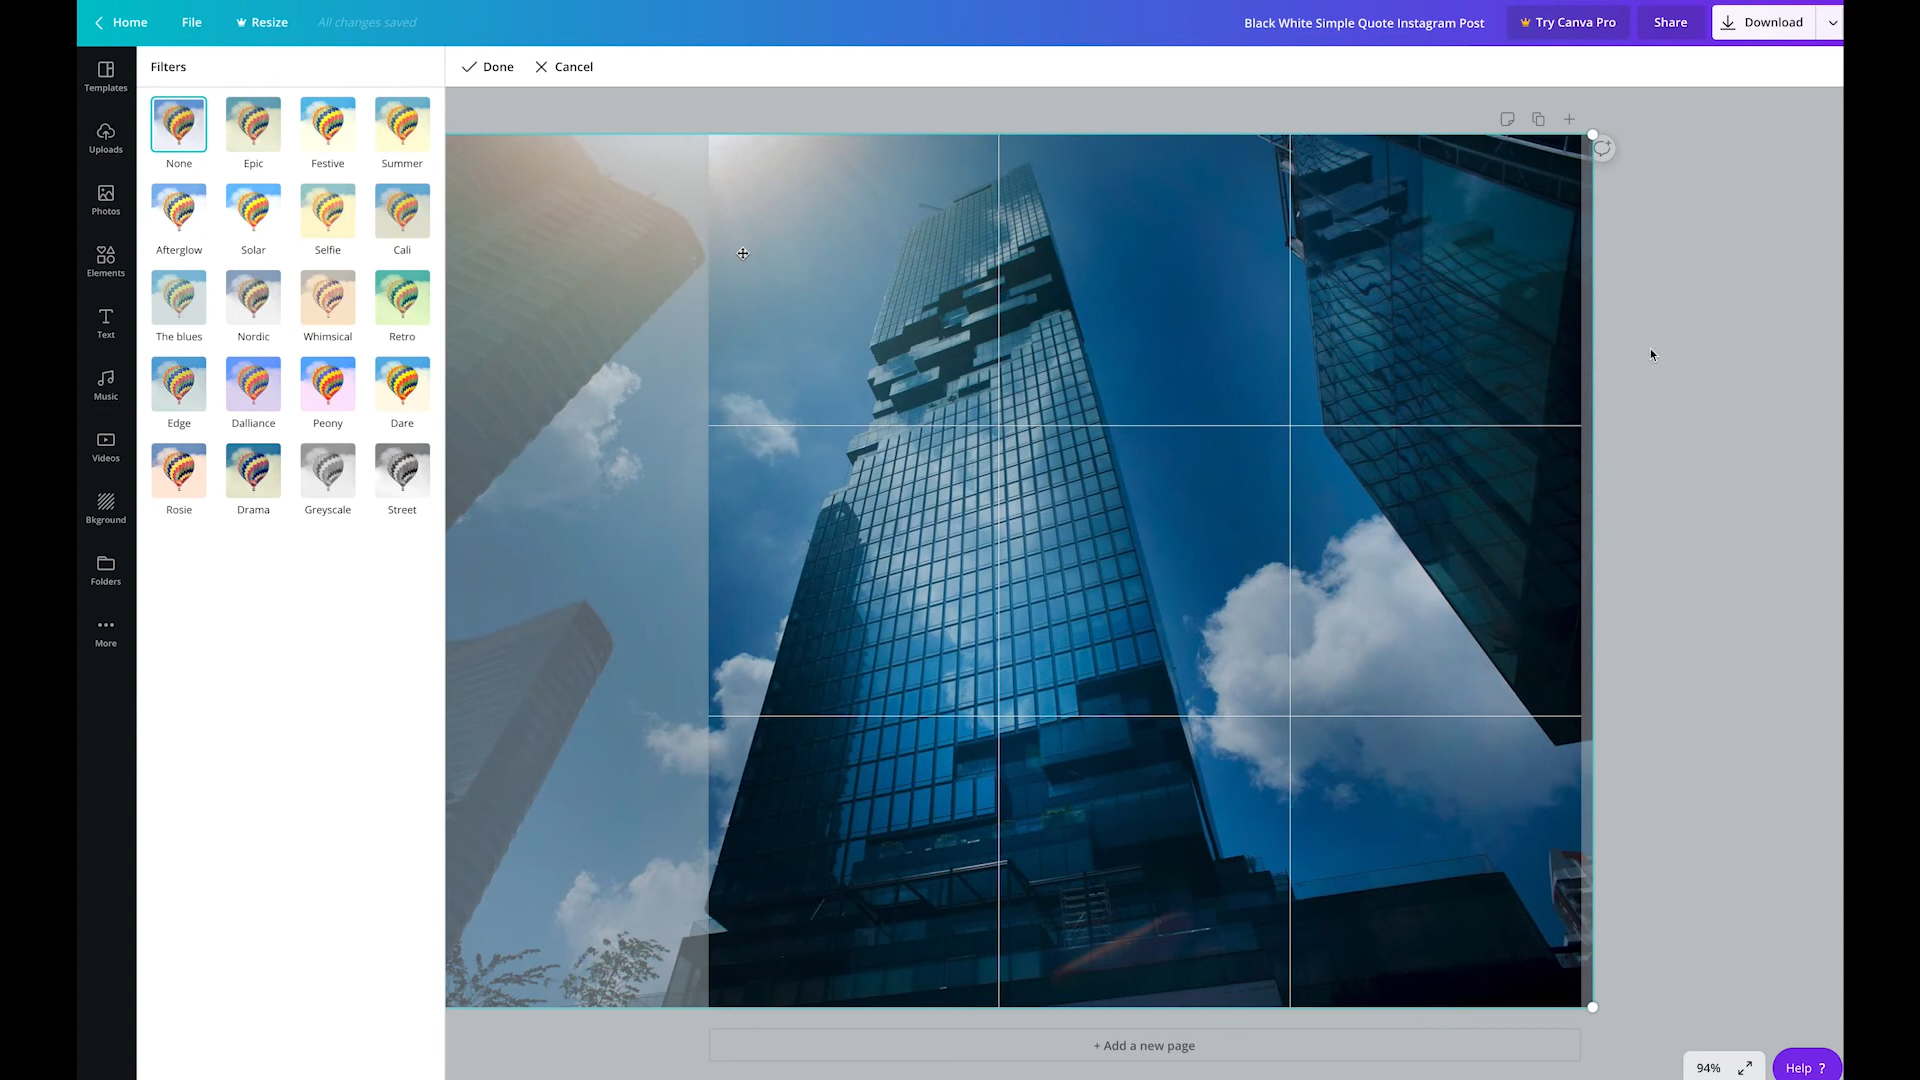 Home File Resize All changes saved Black White Simple Quote Instagram Post Try Canva Pro Share Download
Filters
Done Cancel
Templates
Uploads
Photos
Elements
Text
Music
Videos
Bkground
Folders
More
None Epic Festive Summer
Afterglow Solar Selfie Cali
The blues Nordic Whimsical Retro
Edge Dalliance Peony Dare
Rosie Drama Greyscale Street
+ Add a new page
94% Help ?